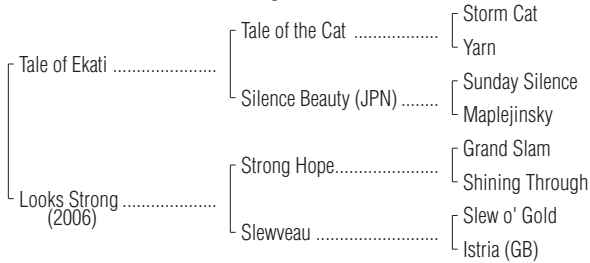 Storm Cat
Tale of the Cat ..................
Yarn
Tale of Ekati ......................
Sunday Silence
Silence Beauty (JPN) ........
Maplejinsky
Grand Slam
Strong Hope......................
Shining Through
Looks Strong ....................
(2006)
Slew o' Gold
Slewveau ..........................
Istria (GB)